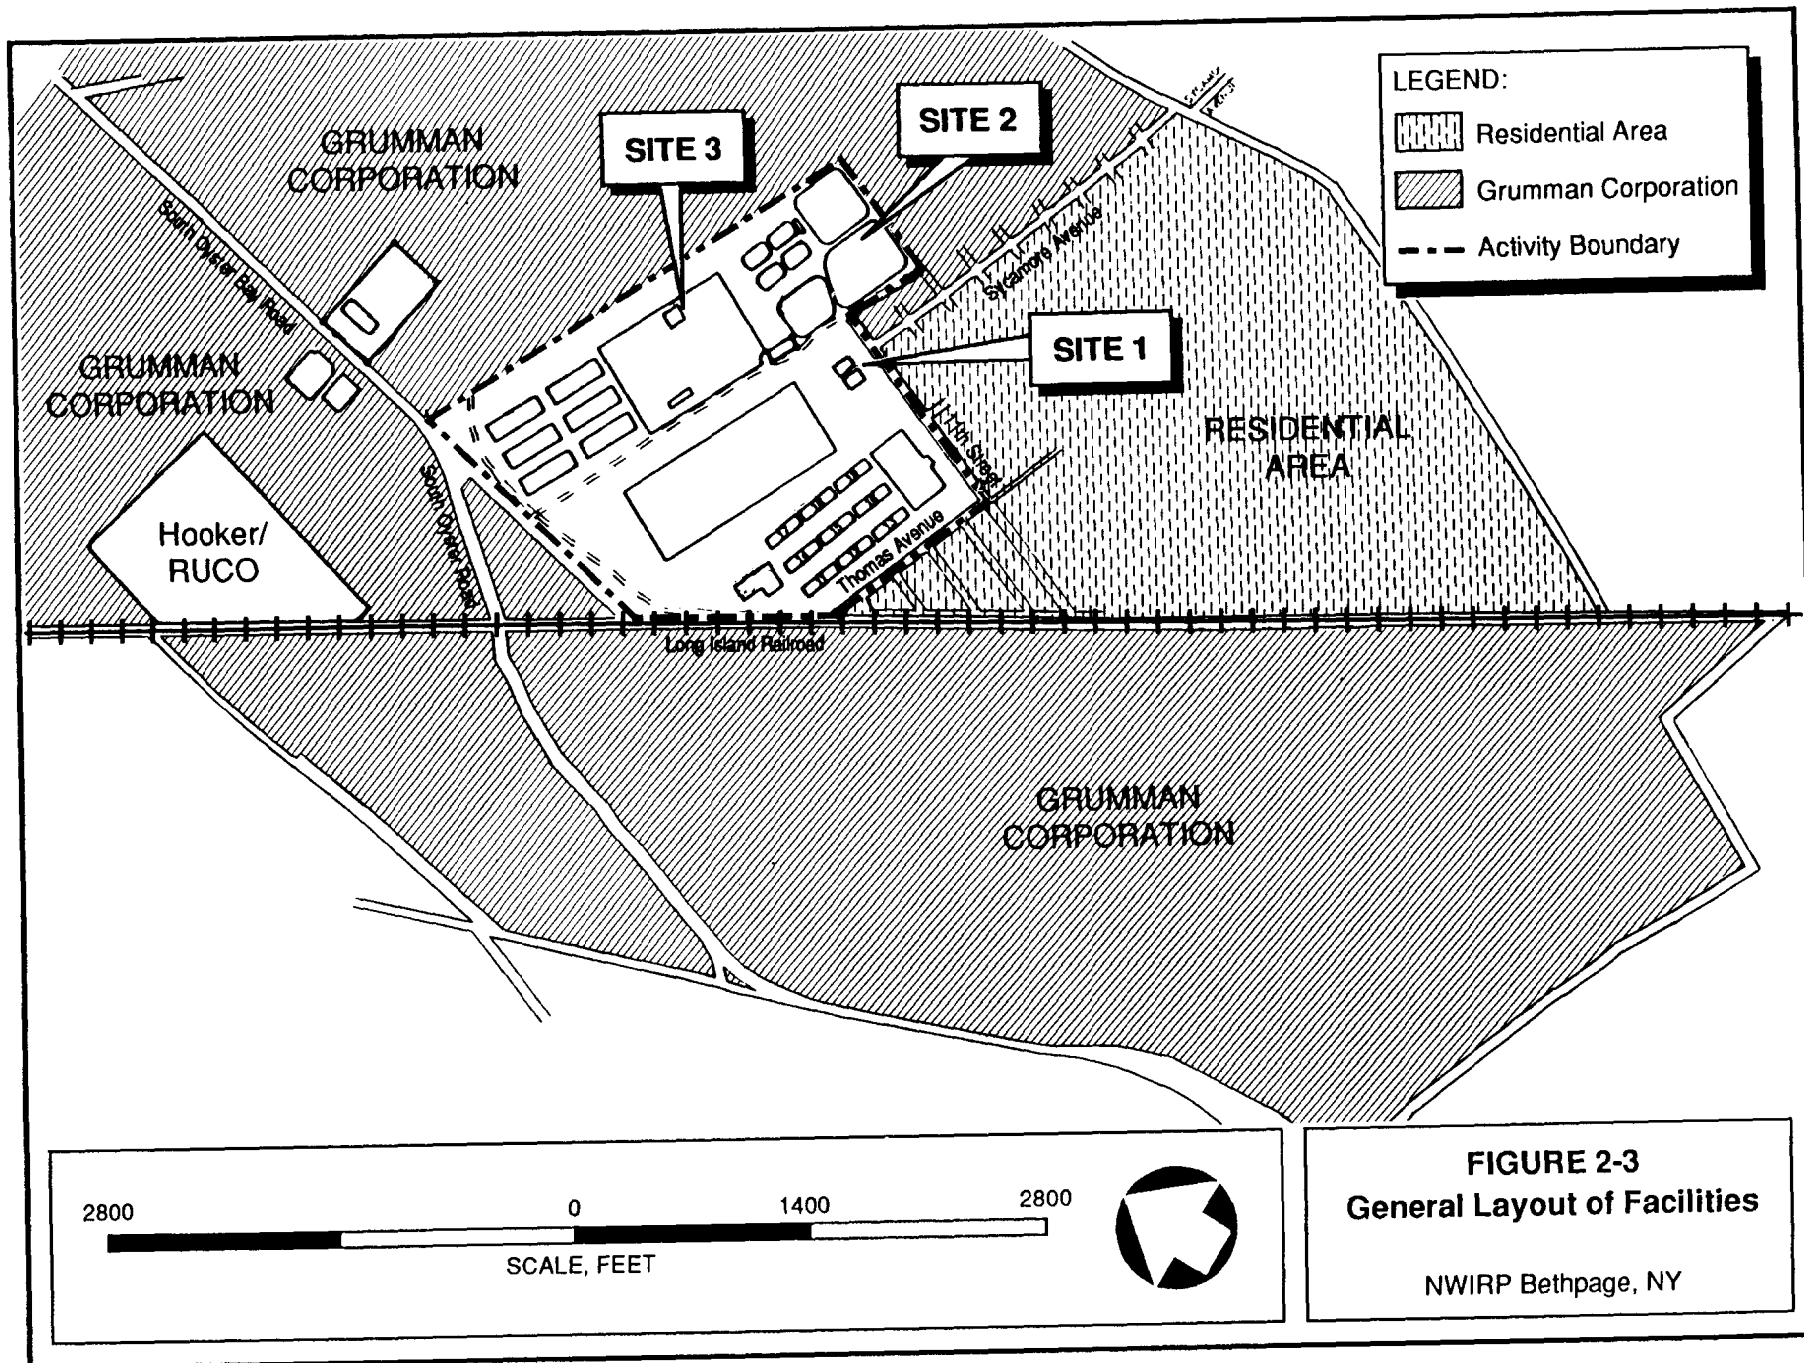 LEGEND:
Residential Area
Grumman Corporation
Activity Boundary
SITE 2
SITE 3
GRUMMAN
CORPORATION
South Oyster Bay Road
Sycamore Avenue
SITE 1
GRUMMAN
CORPORATION
RESIDENTIAL
AREA
11th Street
South Oyster Road
Hooker/
RUCO
Thomas Avenue
Long Island Railroad
GRUMMAN
CORPORATION
2800
0
1400
2800
SCALE, FEET
FIGURE 2-3
General Layout of Facilities
NWIRP Bethpage, NY